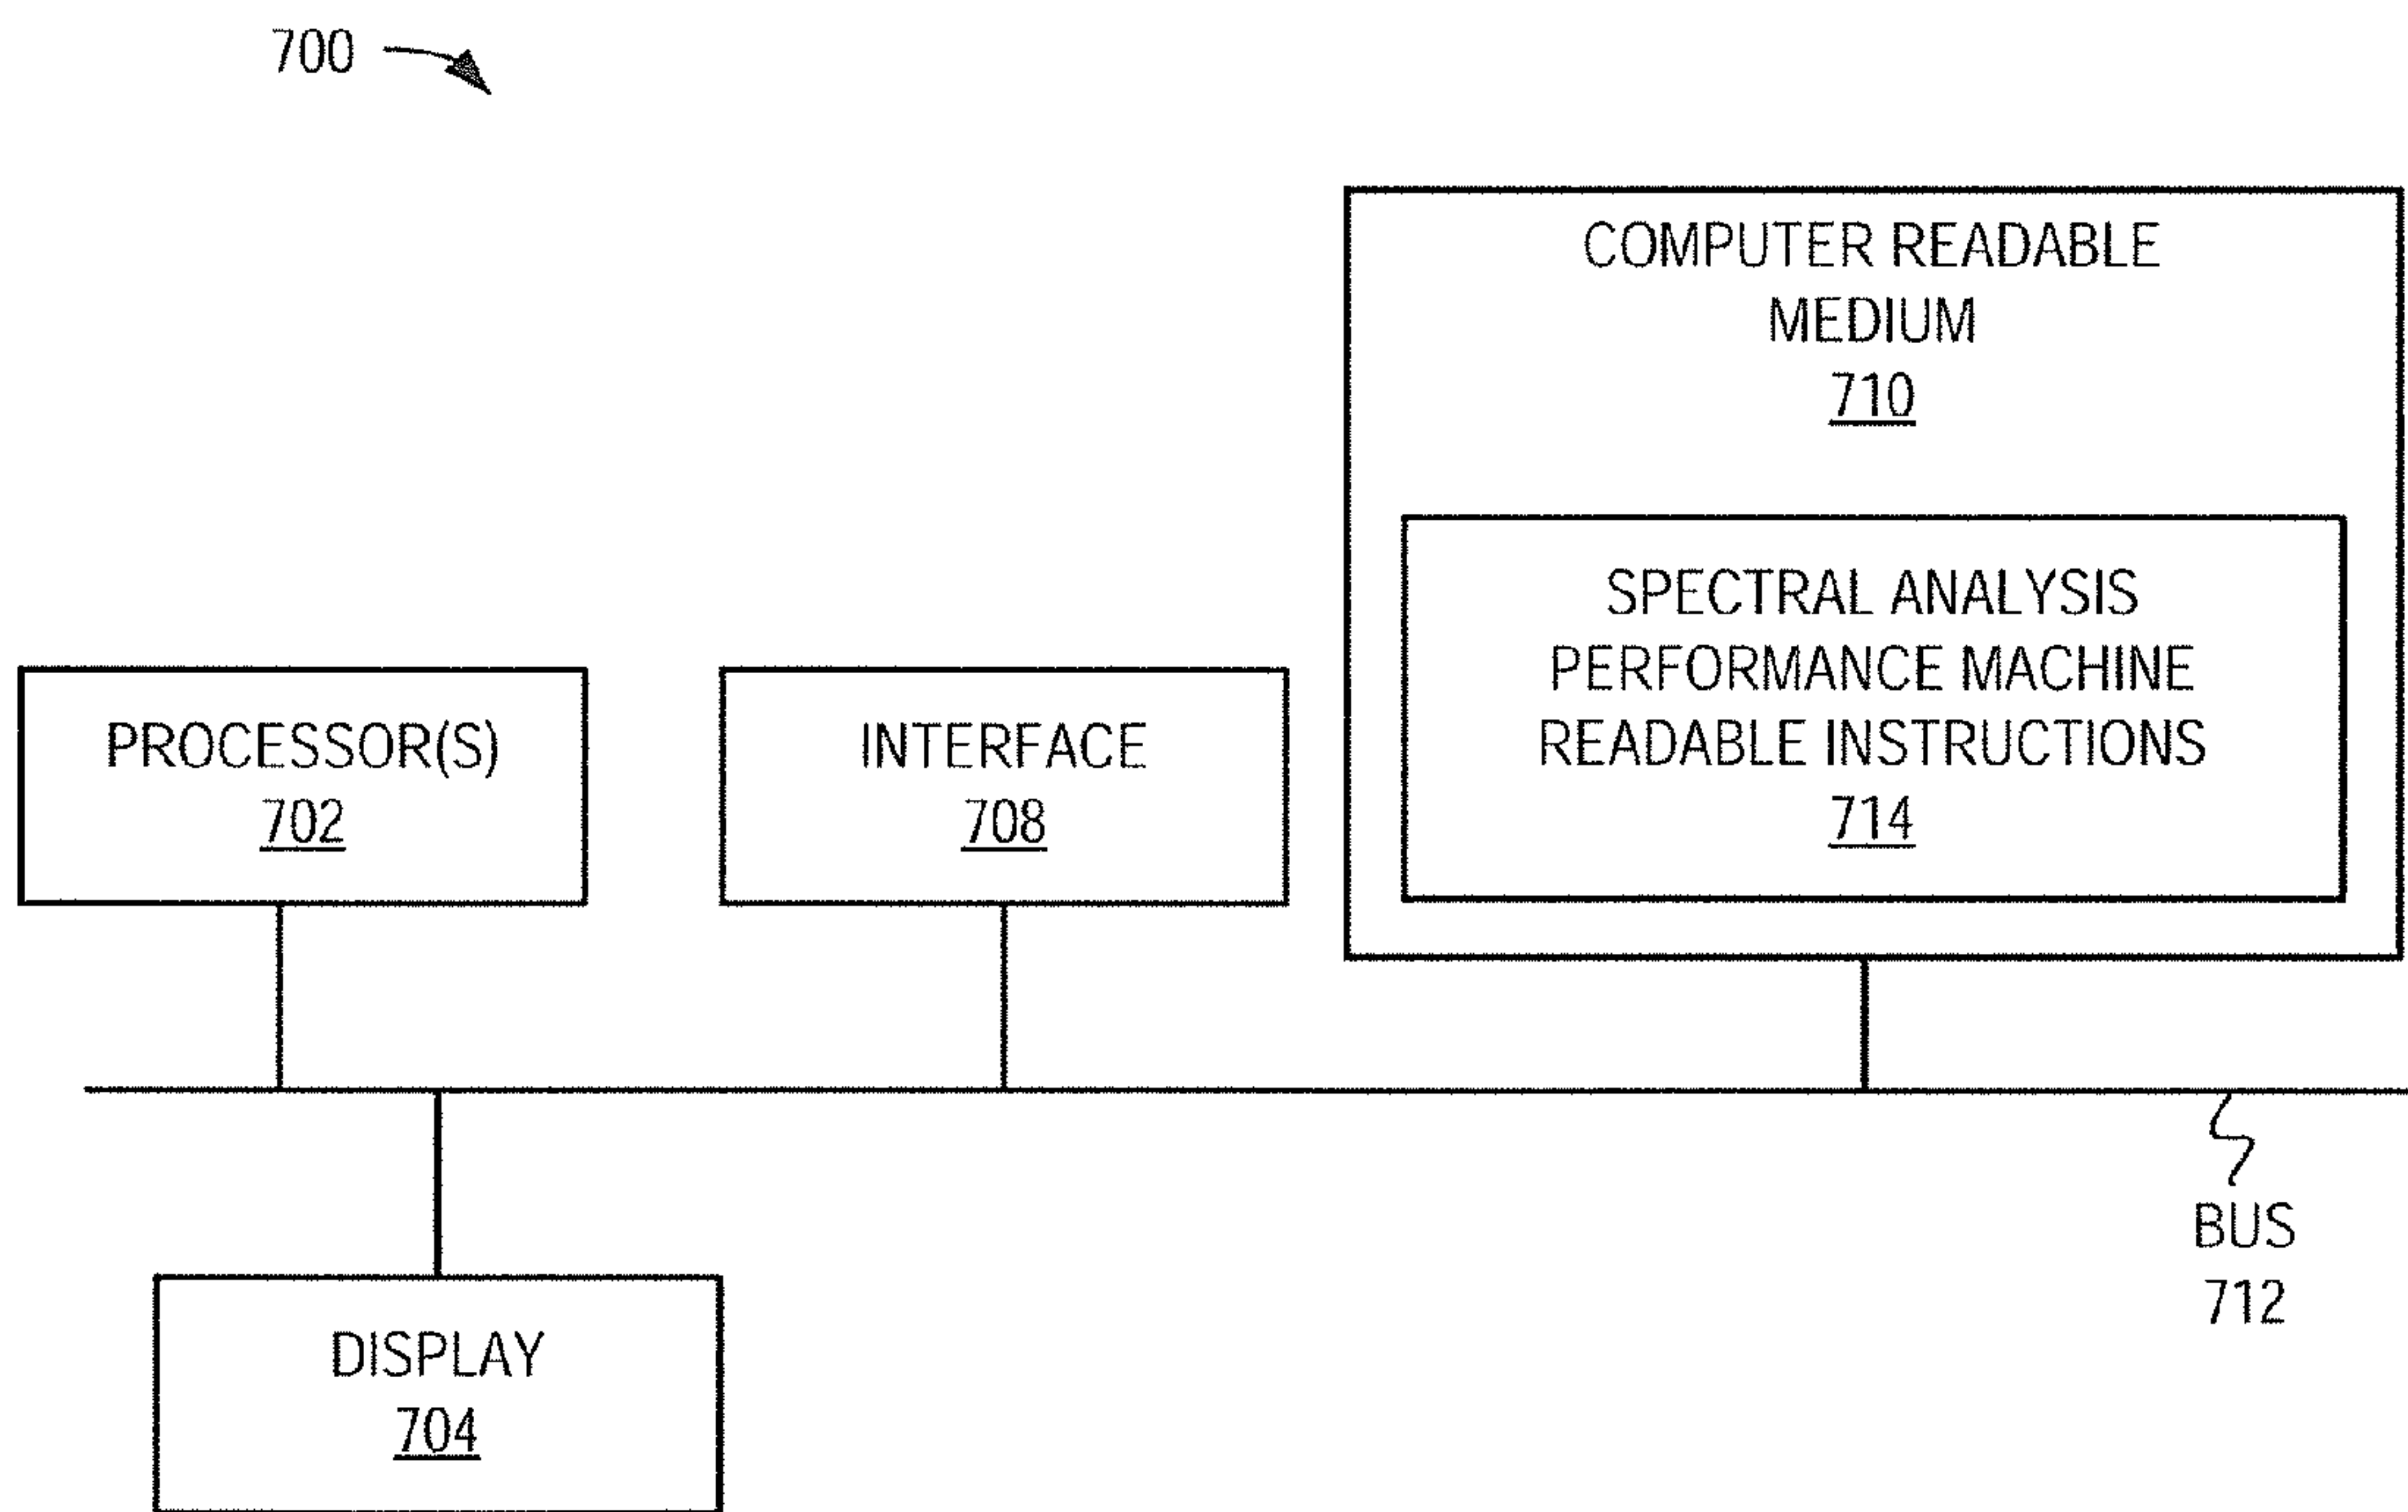 700
COMPUTER READABLE
MEDIUM
710
SPECTRAL ANALYSIS
PERFORMANCE MACHINE
READABLE INSTRUCTIONS
714
PROCESSOR(S)
702
INTERFACE
708
BUS
712
DISPLAY
704